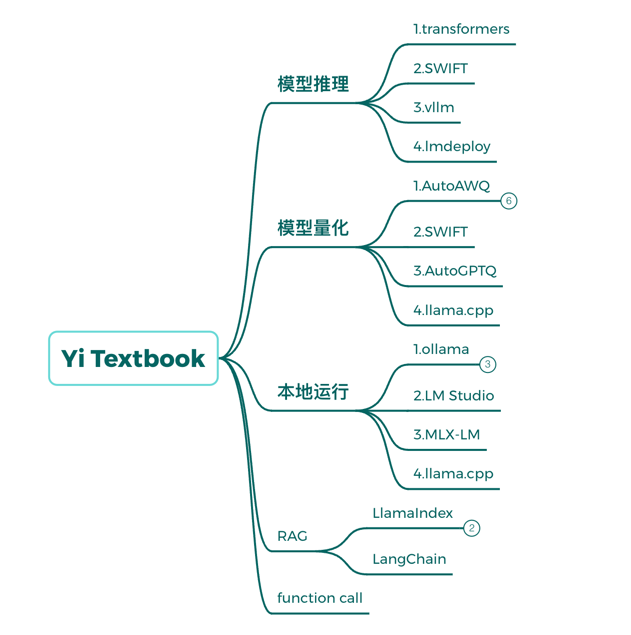 Yi Textbook
模型推理
1.transformers
2.SWIFT
3.vllm
4.lmdeploy
模型量化
1.AutoAWQ
6
2.SWIFT
3.AutoGPTQ
4.llama.cpp
本地运行
1.ollama
3
2.LM Studio
3.MLX-LM
4.llama.cpp
RAG
LlamaIndex
2
LangChain
function call